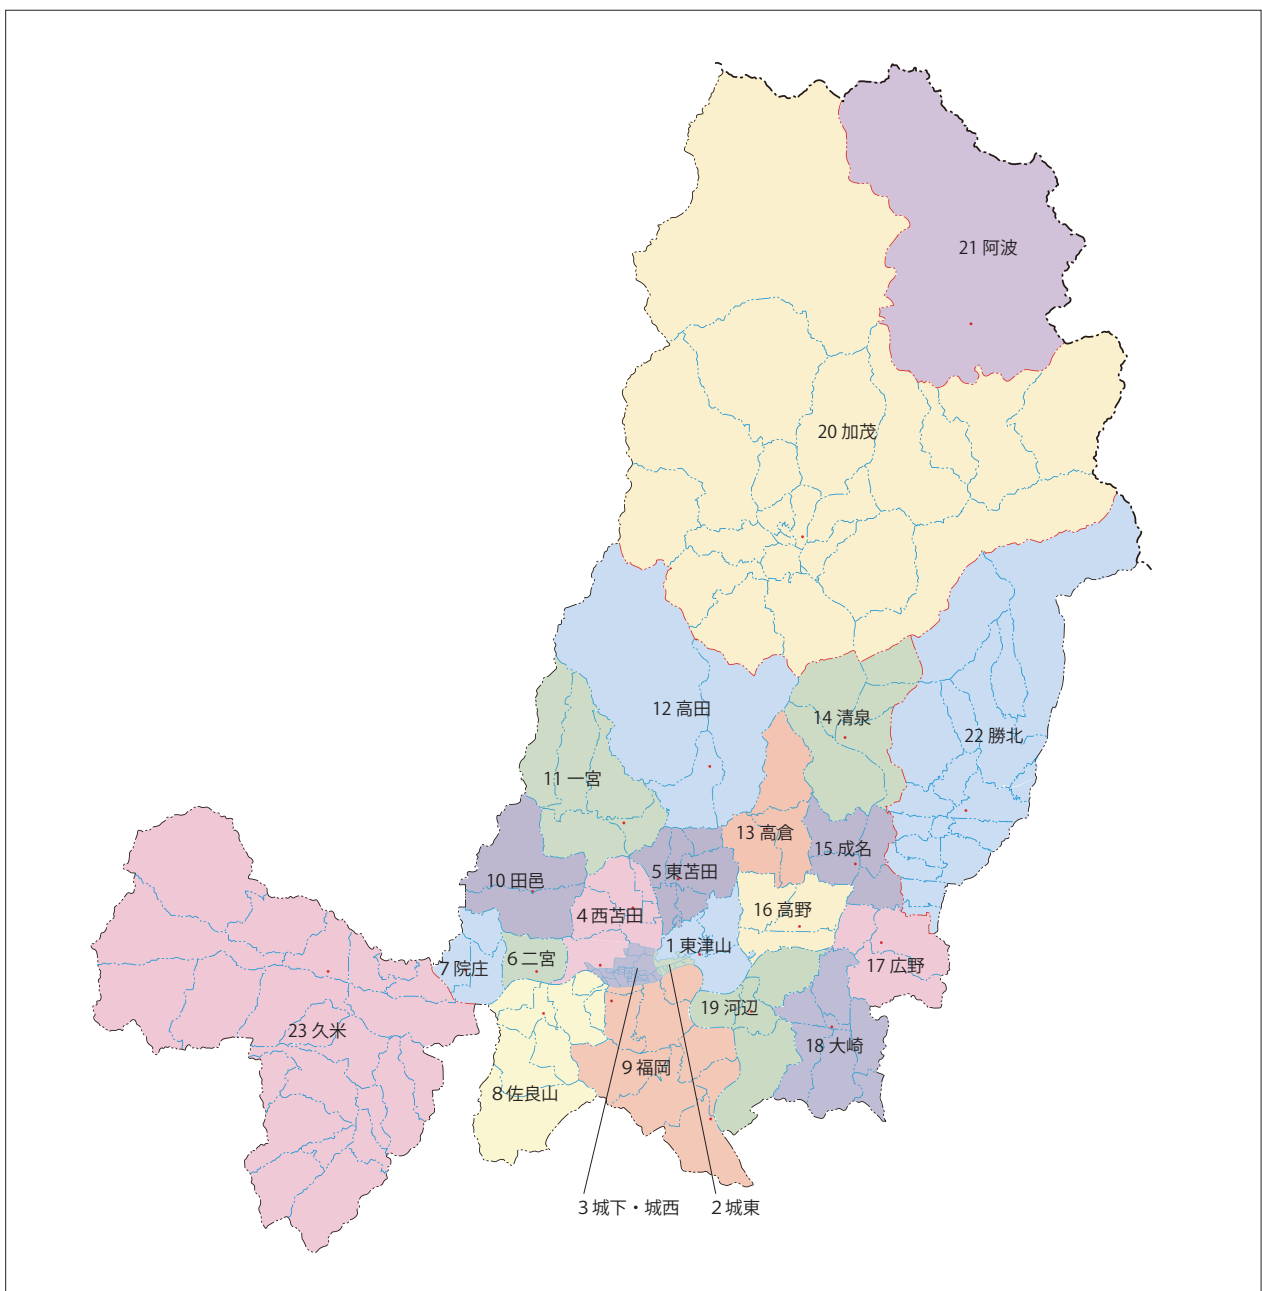 21 阿波
20 加茂
12 高田
14 清泉
22 勝北
11 一宮
13 高倉
15 成名
5 東苫田
10 田邑
16 高野
4 西苫田
1 東津山
6 二宮
7 院庄
17 広野
19 河辺
23 久米
18 大崎
9 福岡
8 佐良山
3 城下・城西
2 城東